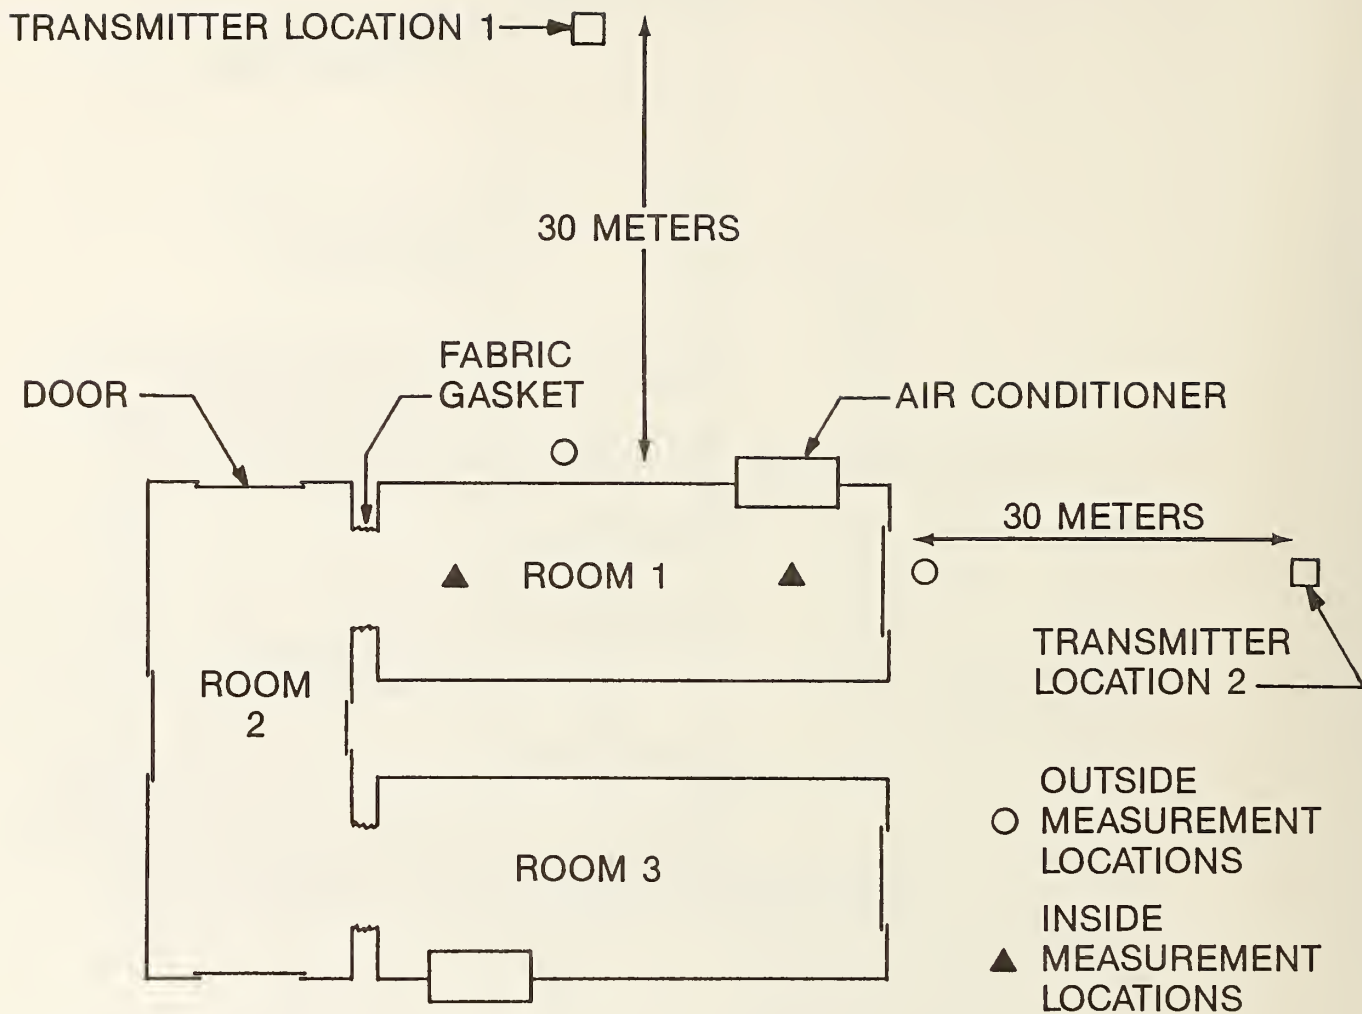 TRANSMITTER LOCATION 1
30 METERS
FABRIC
GASKET
DOOR
AIR CONDITIONER
30 METERS
ROOM 1
TRANSMITTER
LOCATION 2
ROOM
2
OUTSIDE
MEASUREMENT
LOCATIONS
ROOM 3
INSIDE
MEASUREMENT
LOCATIONS